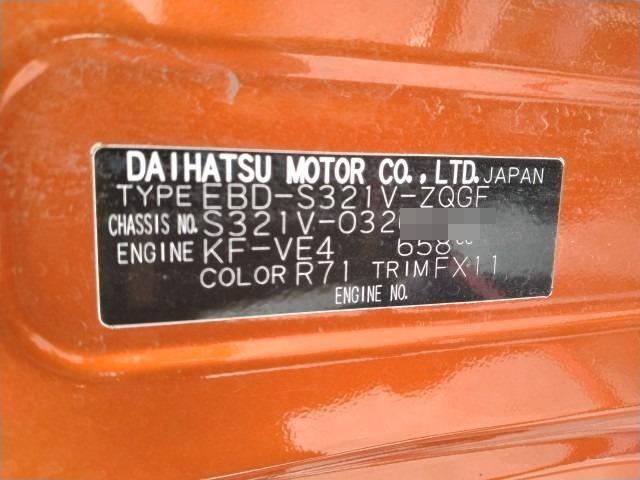 DAIHATSU MOTOR CO., LTD. JAPAN
TYPE EBD-S321V-ZQGF
CHASSIS NO. S321V-032
ENGINE KF-VE4 658cc
COLOR R71 TRIM FX11
ENGINE NO.